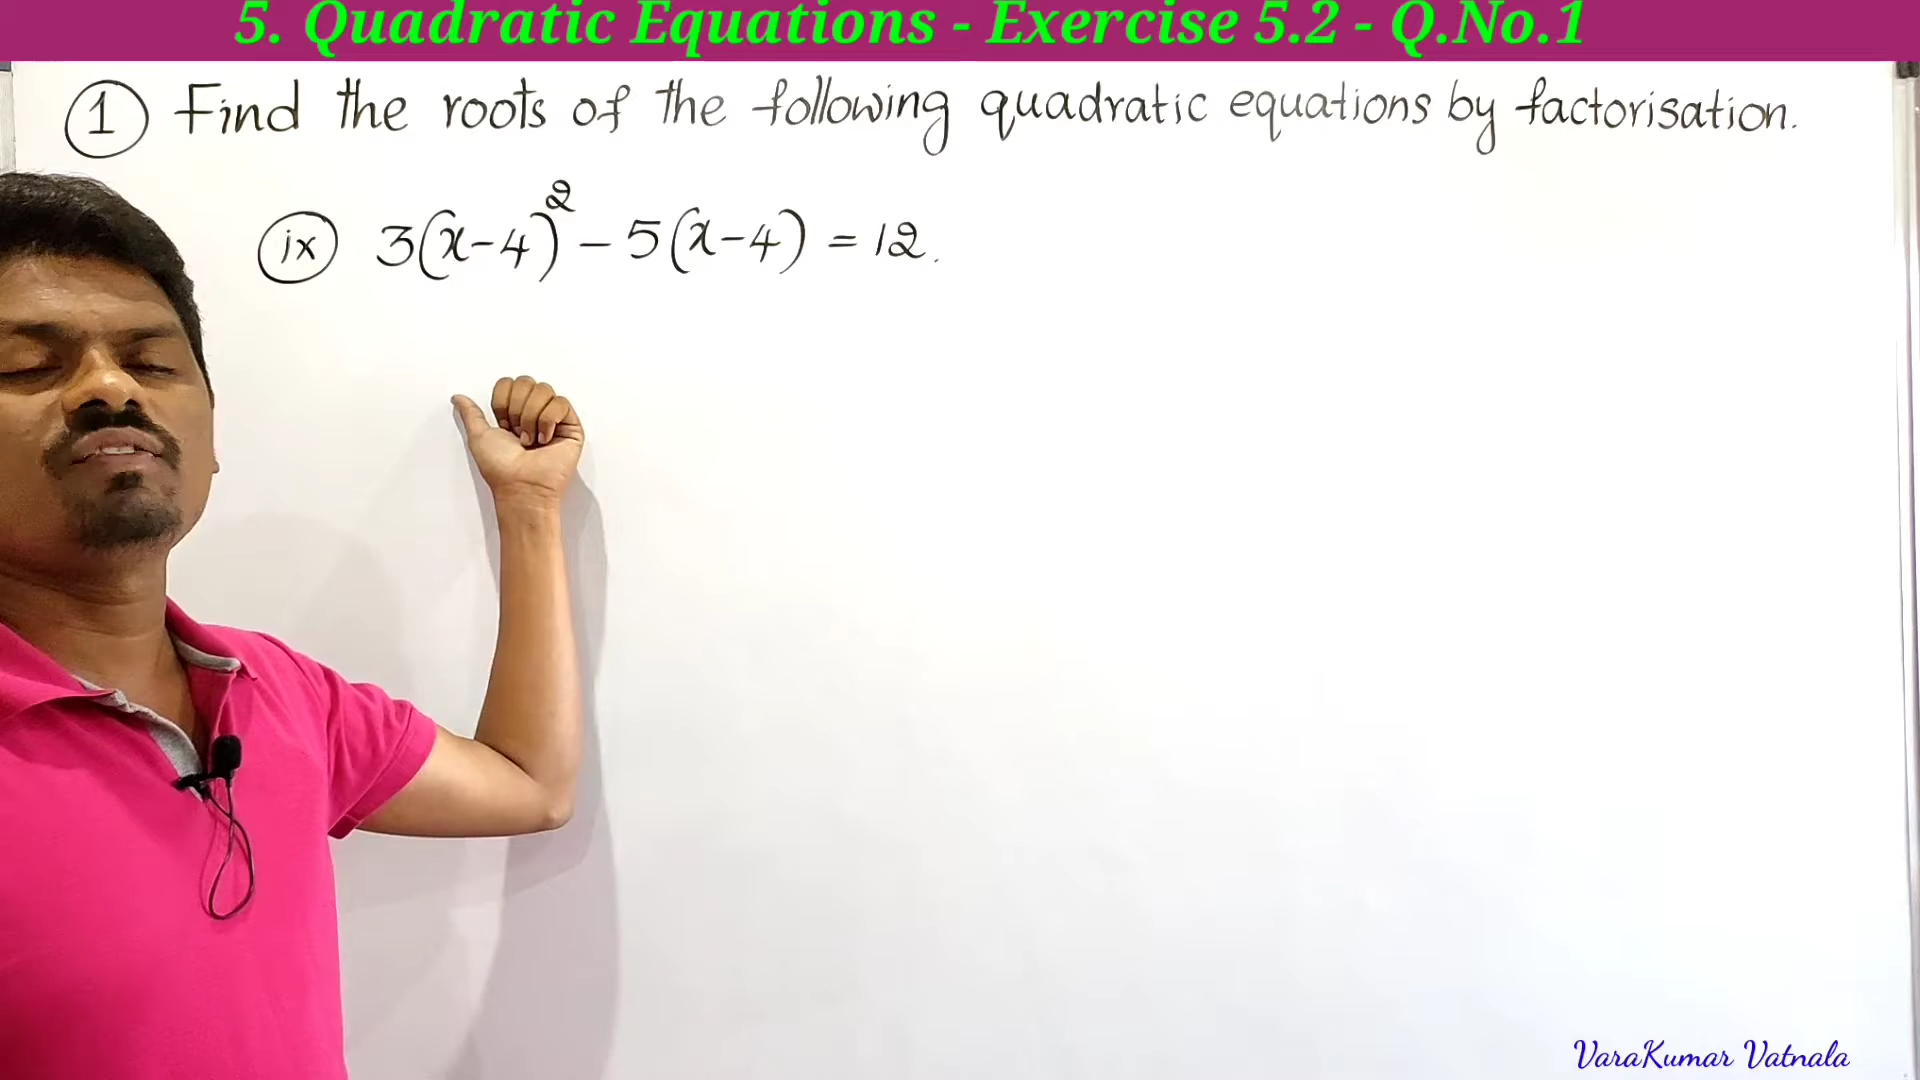 5. Quadratic Equations - Exercise 5.2 - Q.No.1
1 Find the roots of the following quadratic equations by factorisation.
ix 3(x-4)² - 5(x-4) = 12.
VaraKumar Vatnala